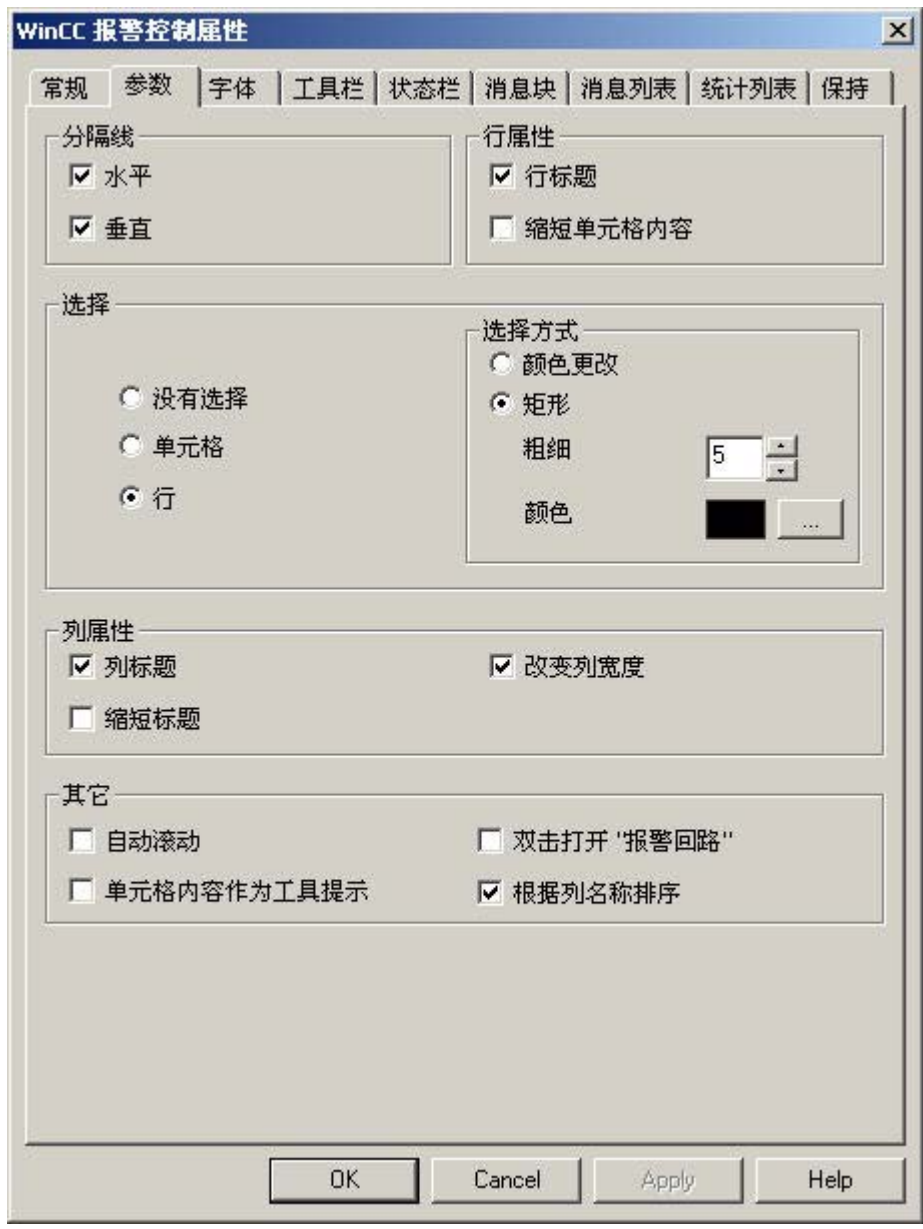 WinCC 报警控制属性
常规 参数 字体 工具栏 状态栏 消息块 消息列表 统计列表 保持
分隔线
水平
垂直
行属性
行标题
缩短单元格内容
选择
没有选择
单元格
行
选择方式
颜色更改
矩形
粗细 5
颜色 ...
列属性
列标题
改变列宽度
缩短标题
其它
自动滚动
双击打开 "报警回路"
单元格内容作为工具提示
根据列名称排序
OK Cancel Apply Help